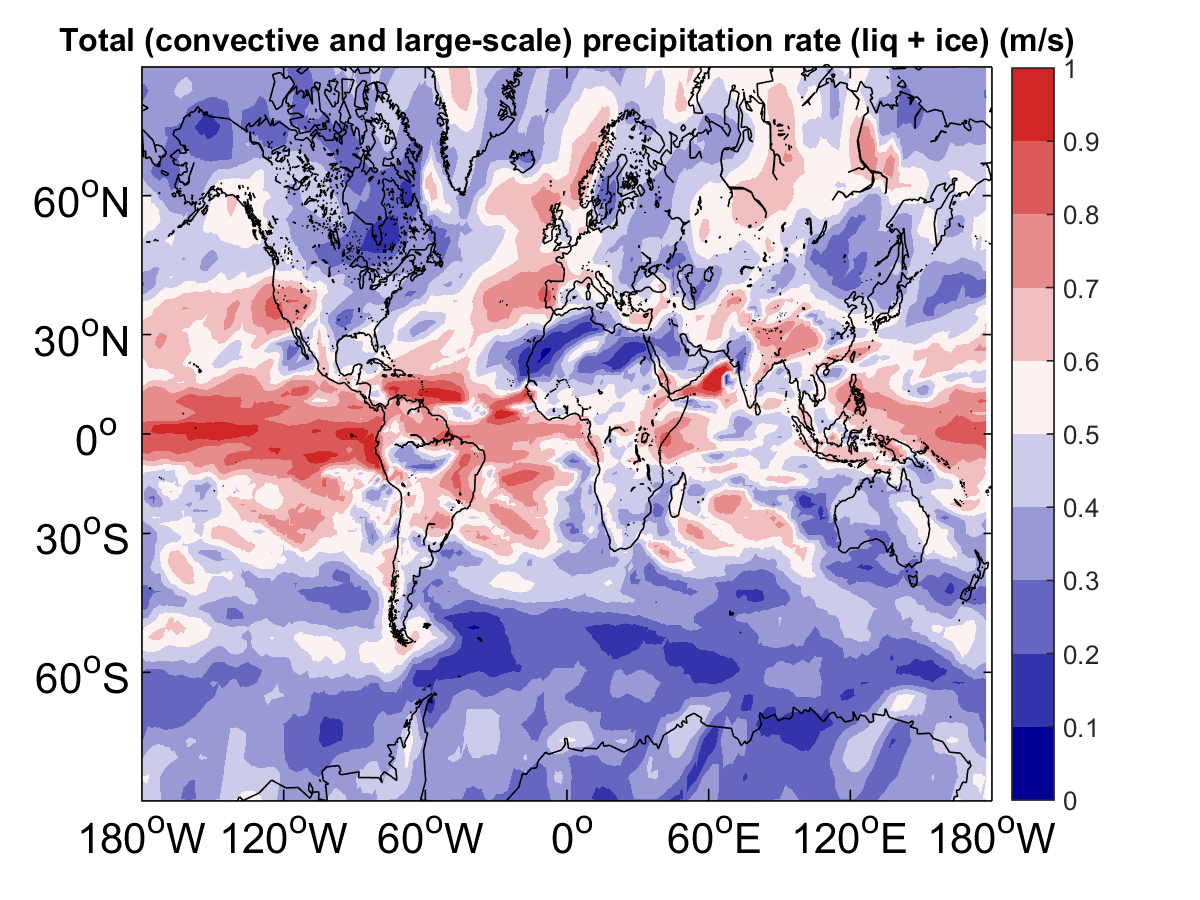 Total (convective and large-scale) precipitation rate (liq + ice) (m/s)
1
0.9
0.8
0.7
0.6
0.5
0.4
0.3
0.2
0.1
0
60°N
30°N
0°
30°S
60°S
180°W 120°W 60°W 0° 60°E 120°E 180°W